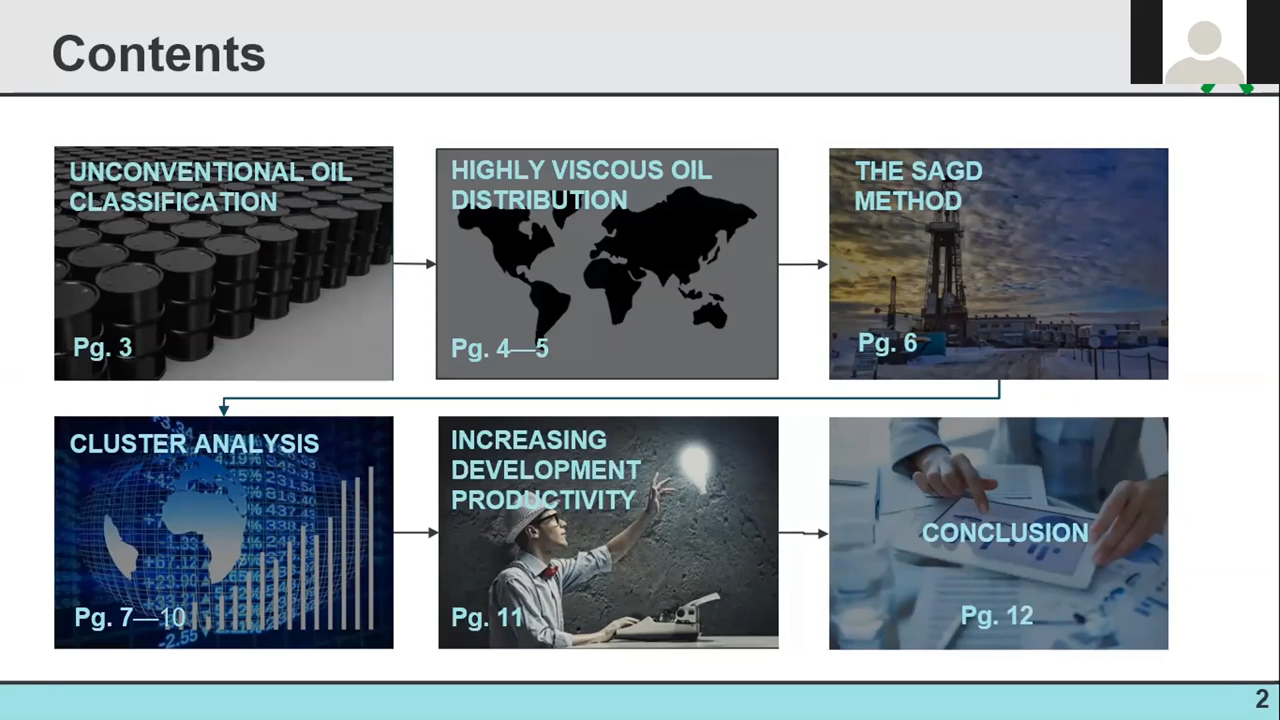 Contents
UNCONVENTIONAL OIL
CLASSIFICATION
Pg. 3
HIGHLY VISCOUS OIL
DISTRIBUTION
Pg. 4—5
THE SAGD
METHOD
Pg. 6
CLUSTER ANALYSIS
Pg. 7—10
INCREASING
DEVELOPMENT
PRODUCTIVITY
Pg. 11
CONCLUSION
Pg. 12
2